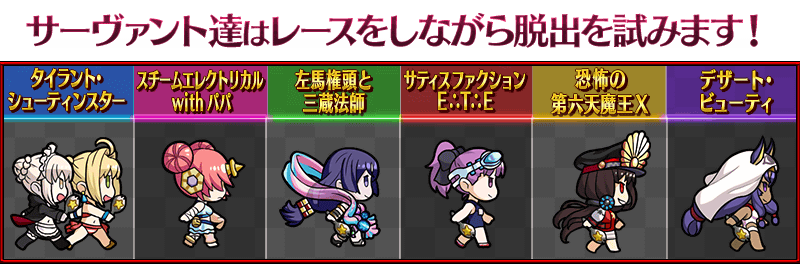 サーヴァント達はレースをしながら脱出を試みます！
タイラント・
シューティンスター
スチームエレクトリカル
with パパ
左馬権頭と
三蔵法師
サティスファクション
E∴T∴E
恐怖の
第六天魔王X
デザート・
ビューティ